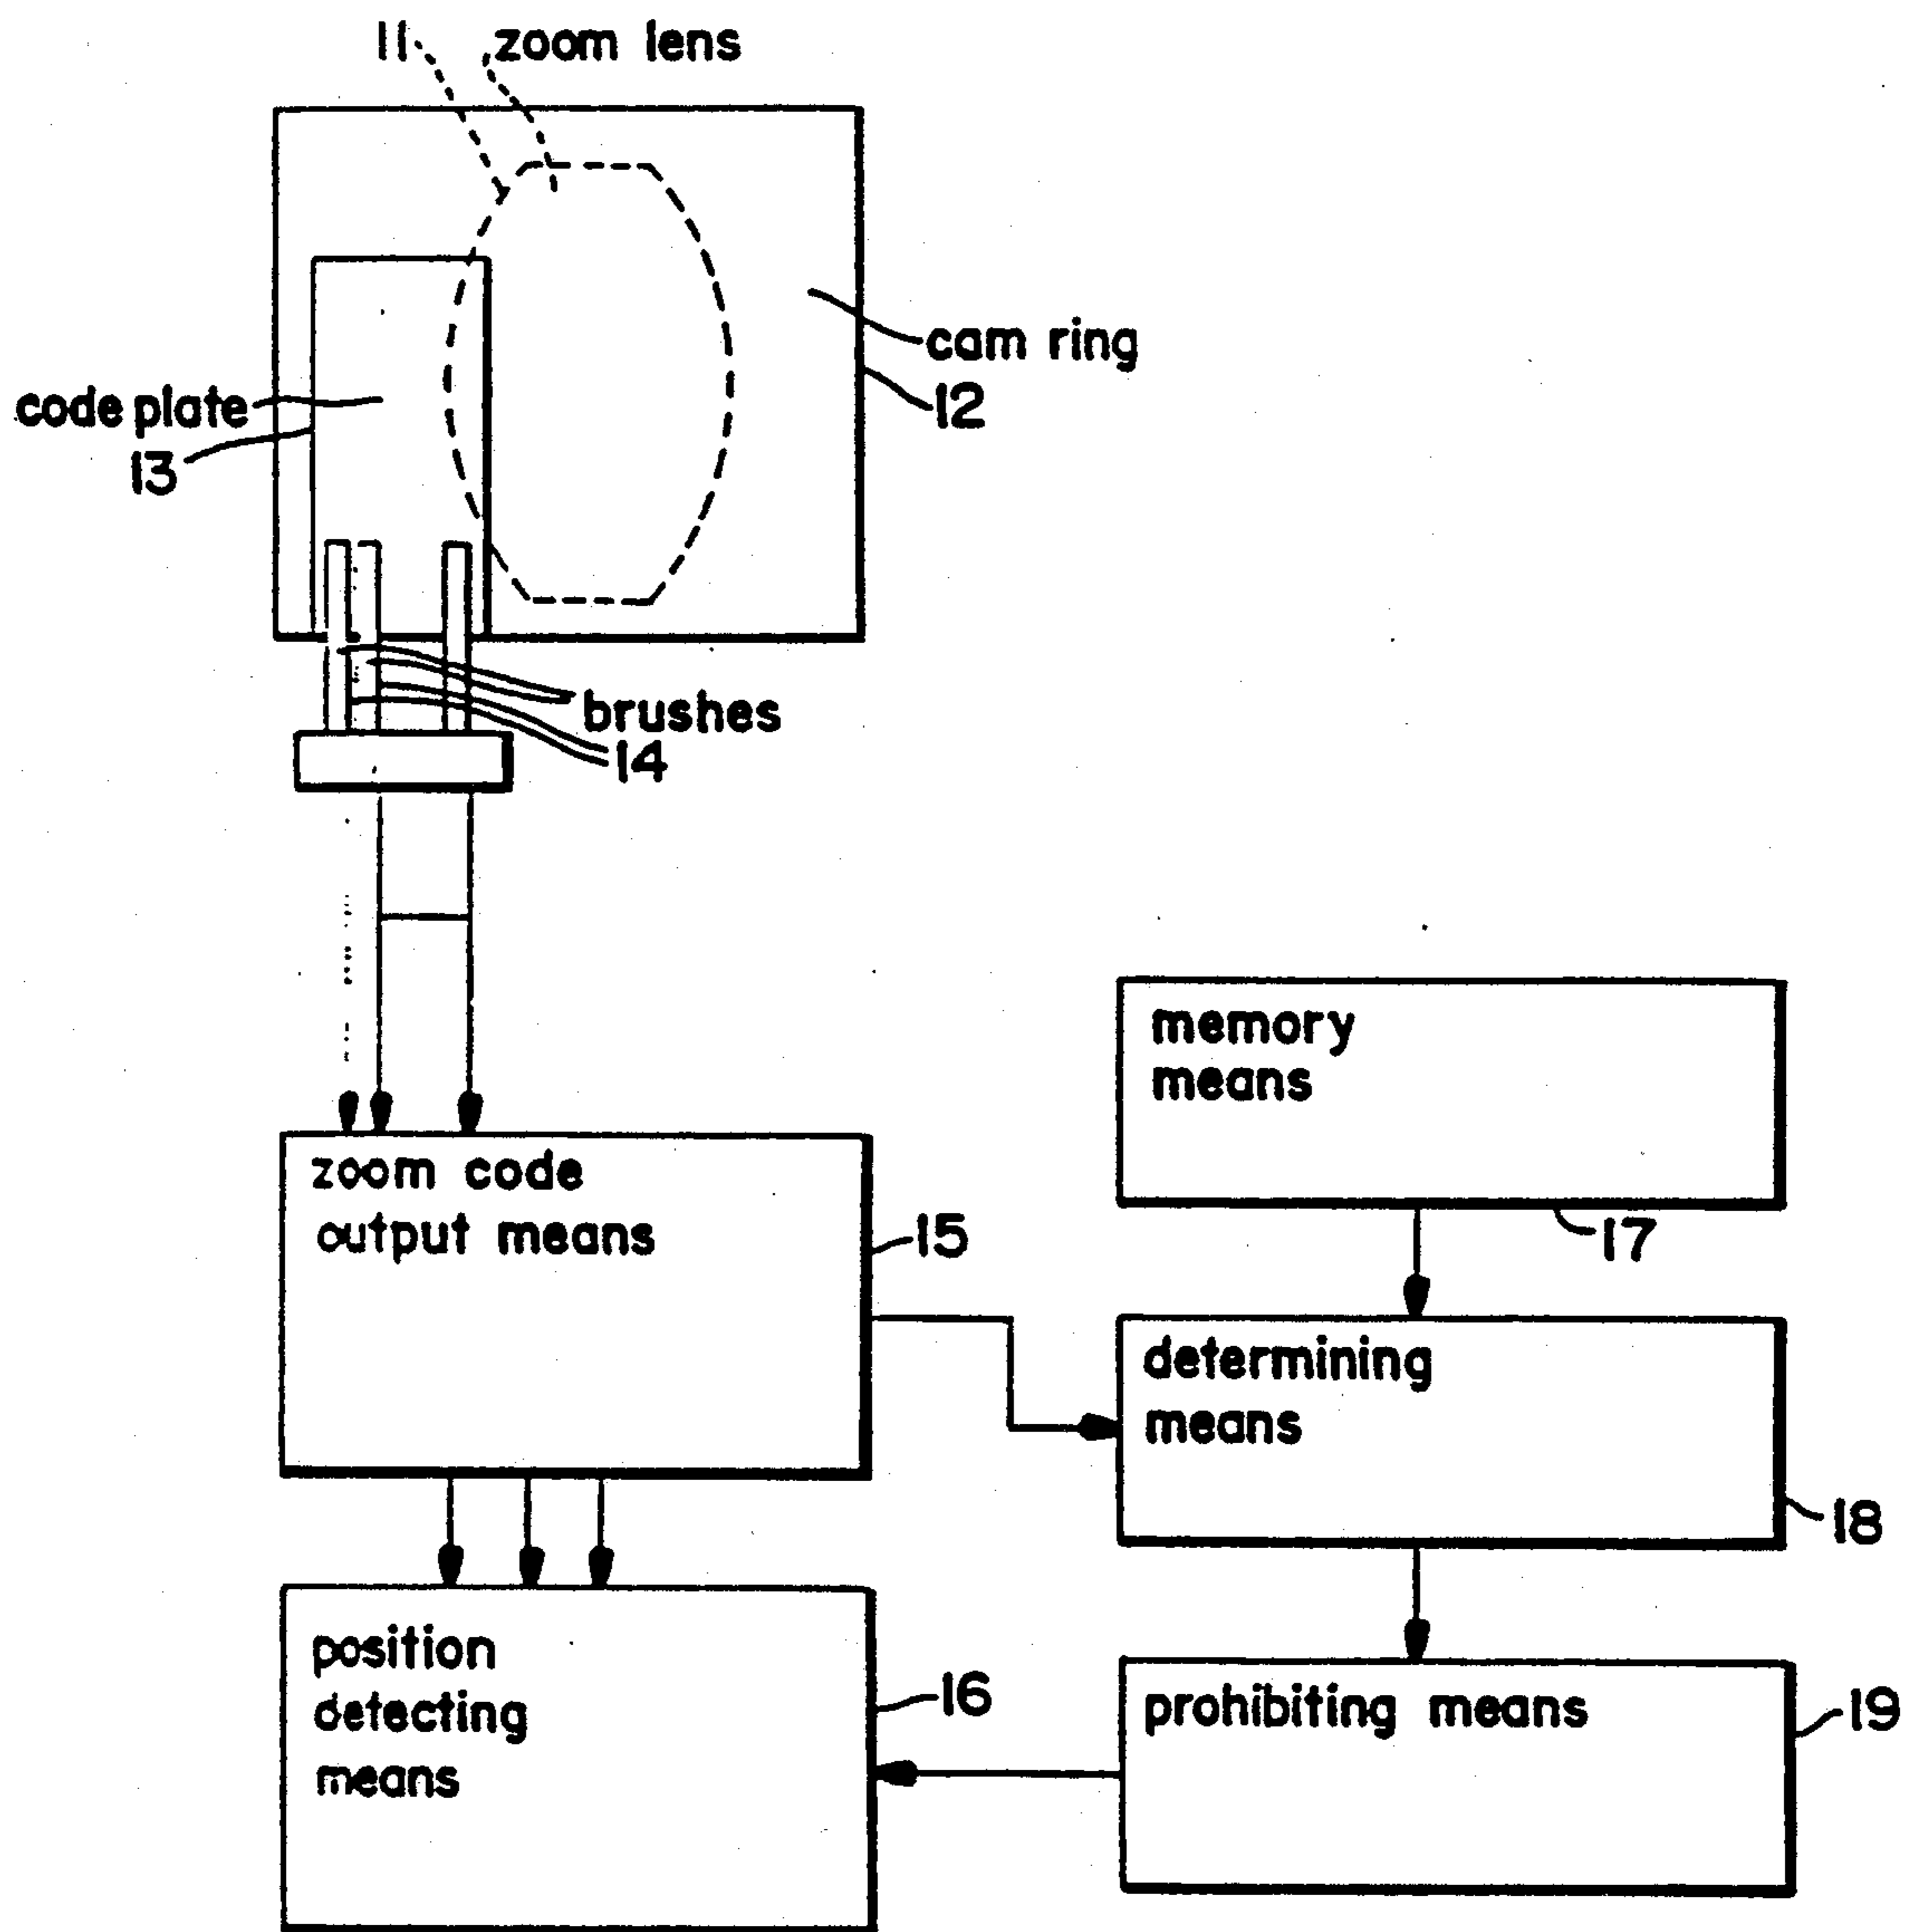 11
zoom lens
cam ring
12
code plate
13
brushes
14
memory
means
17
zoom code
output means
15
determining
means
18
position
detecting
means
16
prohibiting means
19